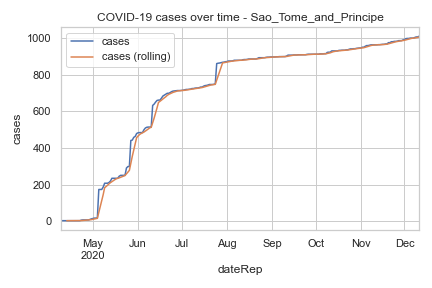 COVID-19 cases over time - Sao_Tome_and_Principe
cases
cases (rolling)
1000
800
600
400
200
0
cases
May Jun Jul Aug Sep Oct Nov Dec
2020
dateRep